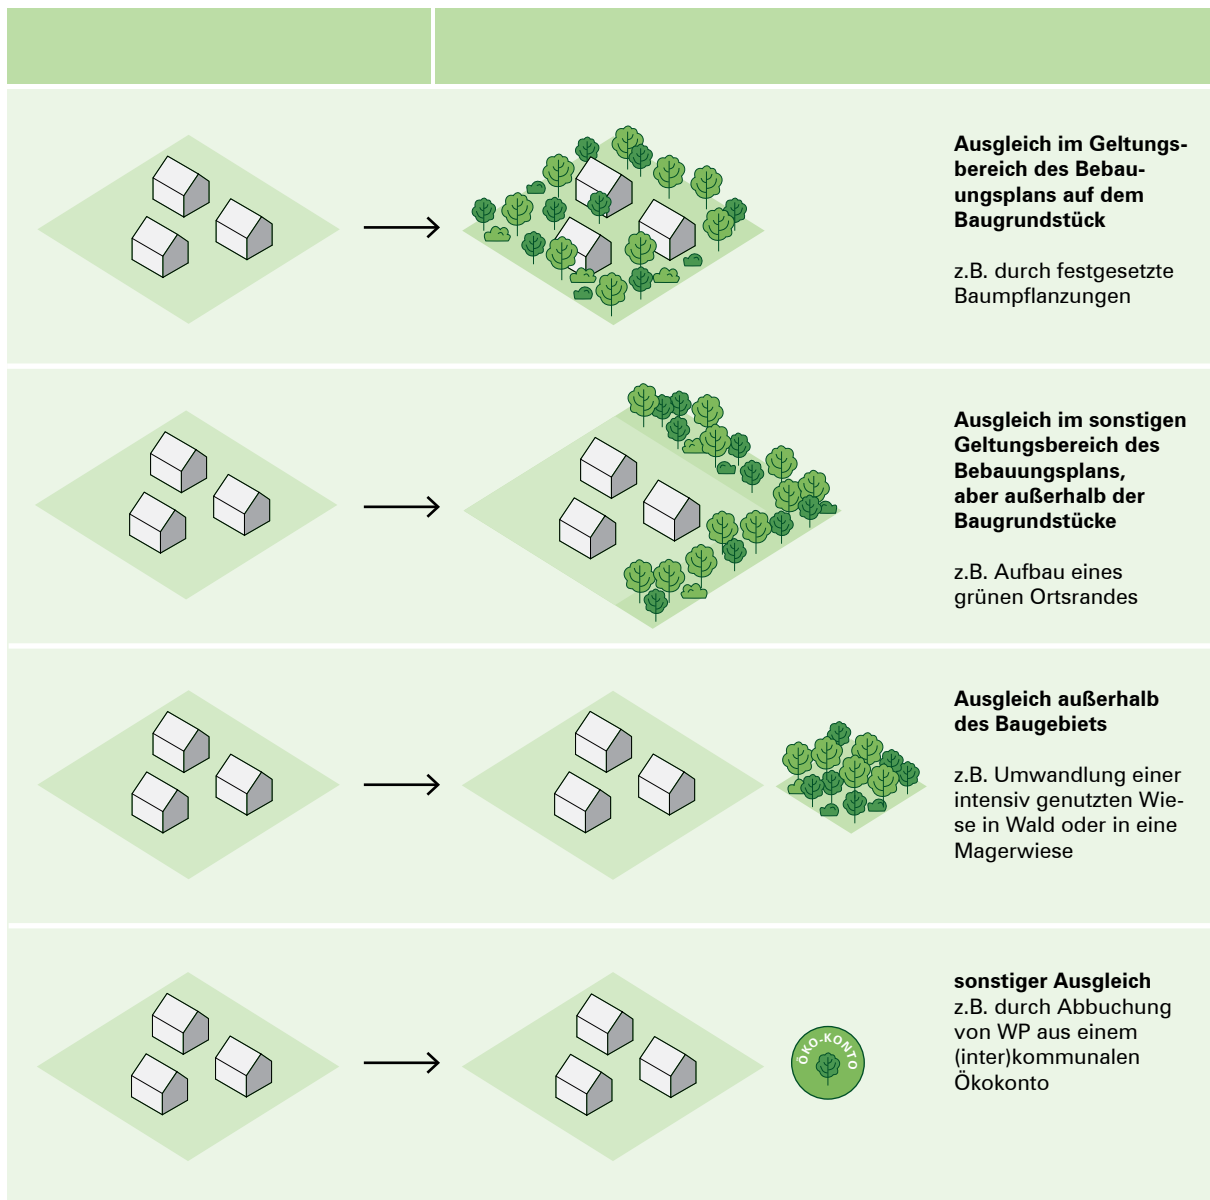 Ausgleich im Geltungs-
bereich des Bebau-
ungsplans auf dem
Baugrundstück
z.B. durch festgesetzte
Baumpflanzungen
Ausgleich im sonstigen
Geltungsbereich des
Bebauungsplans,
aber außerhalb der
Baugrundstücke
z.B. Aufbau eines
grünen Ortsrandes
Ausgleich außerhalb
des Baugebiets
z.B. Umwandlung einer
intensiv genutzten Wie-
se in Wald oder in eine
Magerwiese
ÖKO-KONTO
sonstiger Ausgleich
z.B. durch Abbuchung
von WP aus einem
(inter)kommunalen
Ökokonto